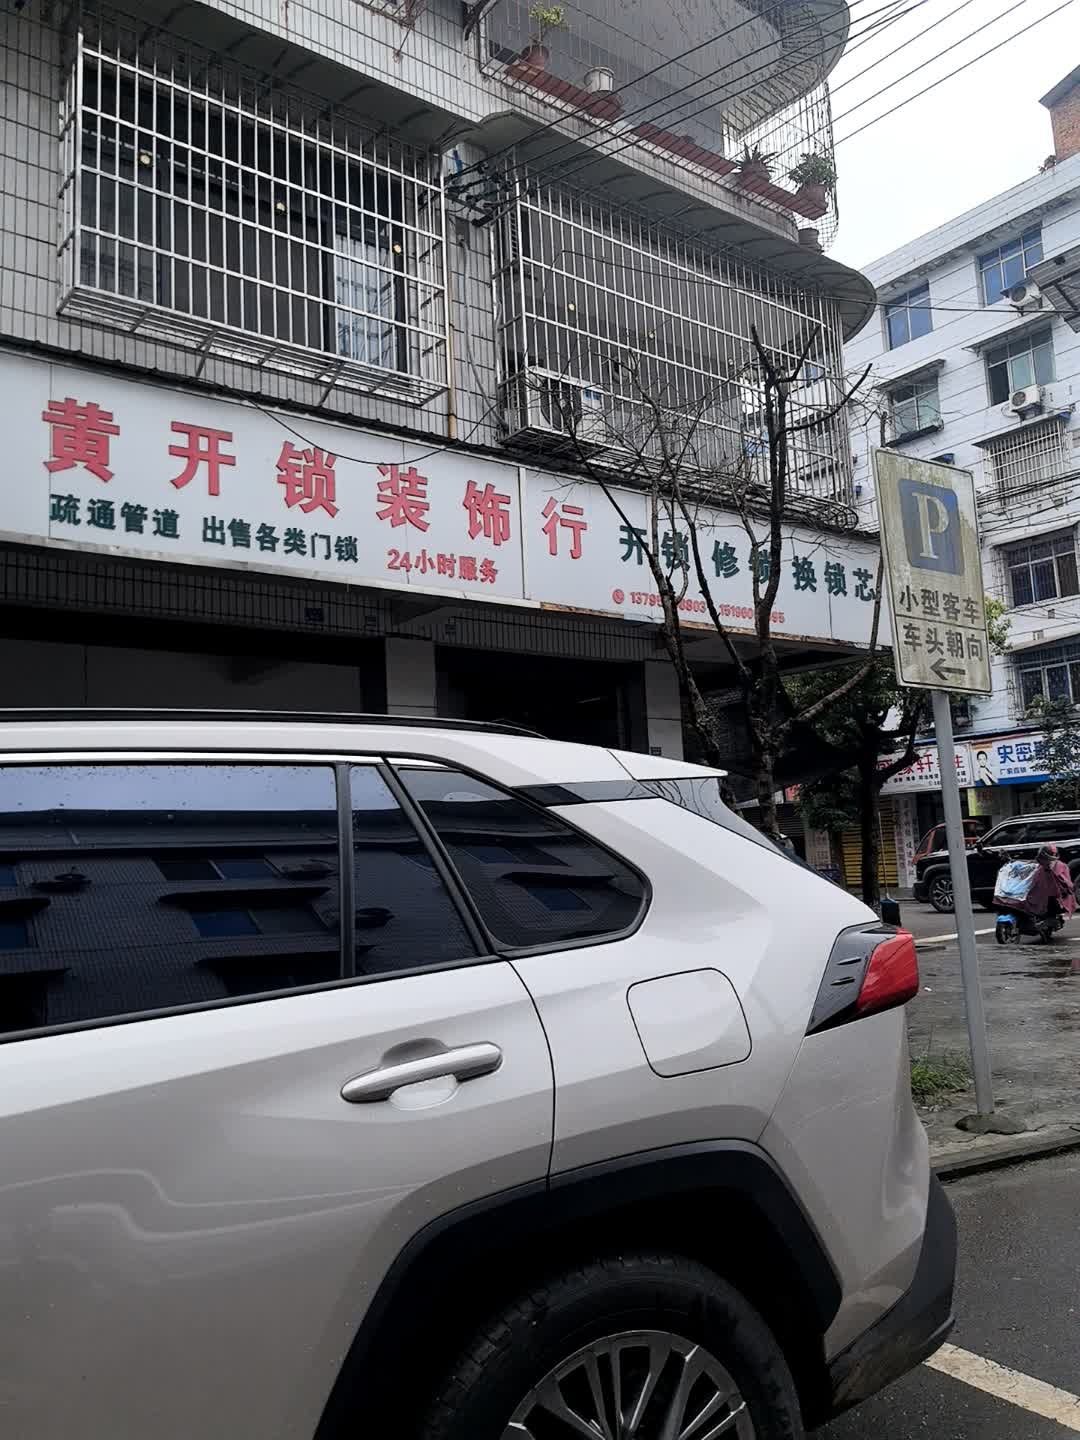 黄开锁装饰行
疏通管道 出售各类门锁
24小时服务
开锁 修锁 换锁芯
P
小型客车
车头朝向
←